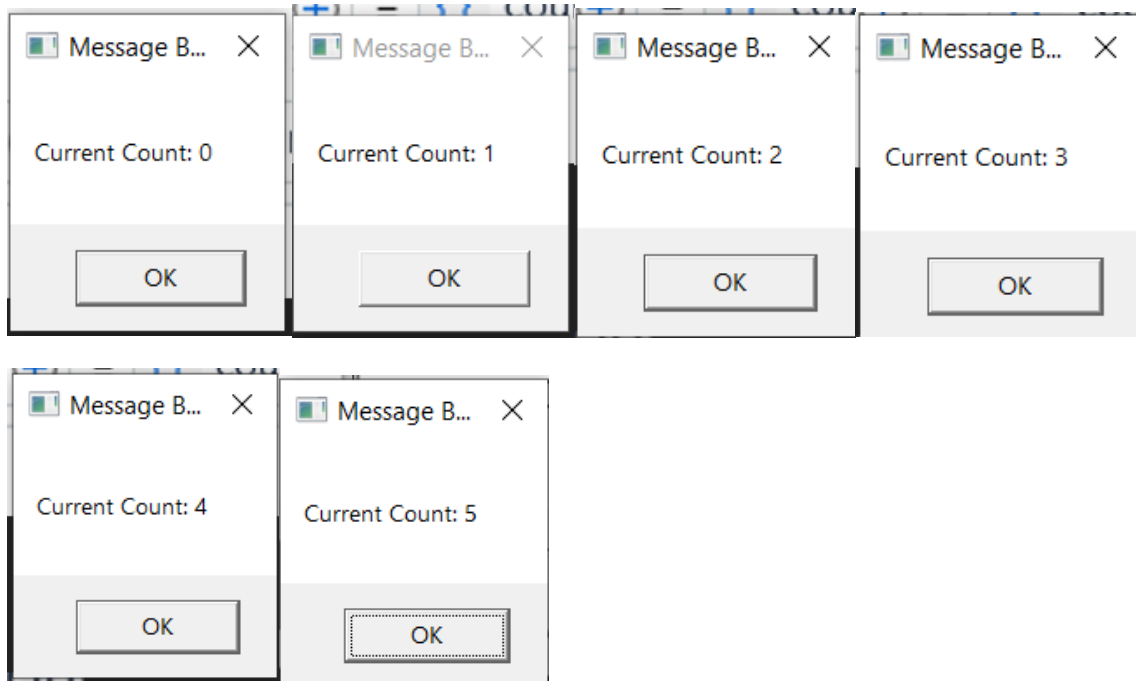 Message B...
Current Count: 0
OK
Message B...
Current Count: 1
OK
Message B...
Current Count: 2
OK
Message B...
Current Count: 3
OK
Message B...
Current Count: 4
OK
Message B...
Current Count: 5
OK